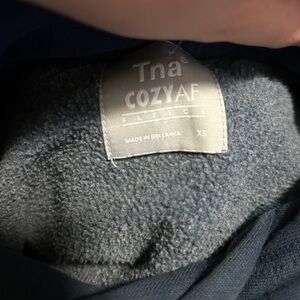 Tna®
COZYAF
FLEECE
MADE IN SRI LANKA XS